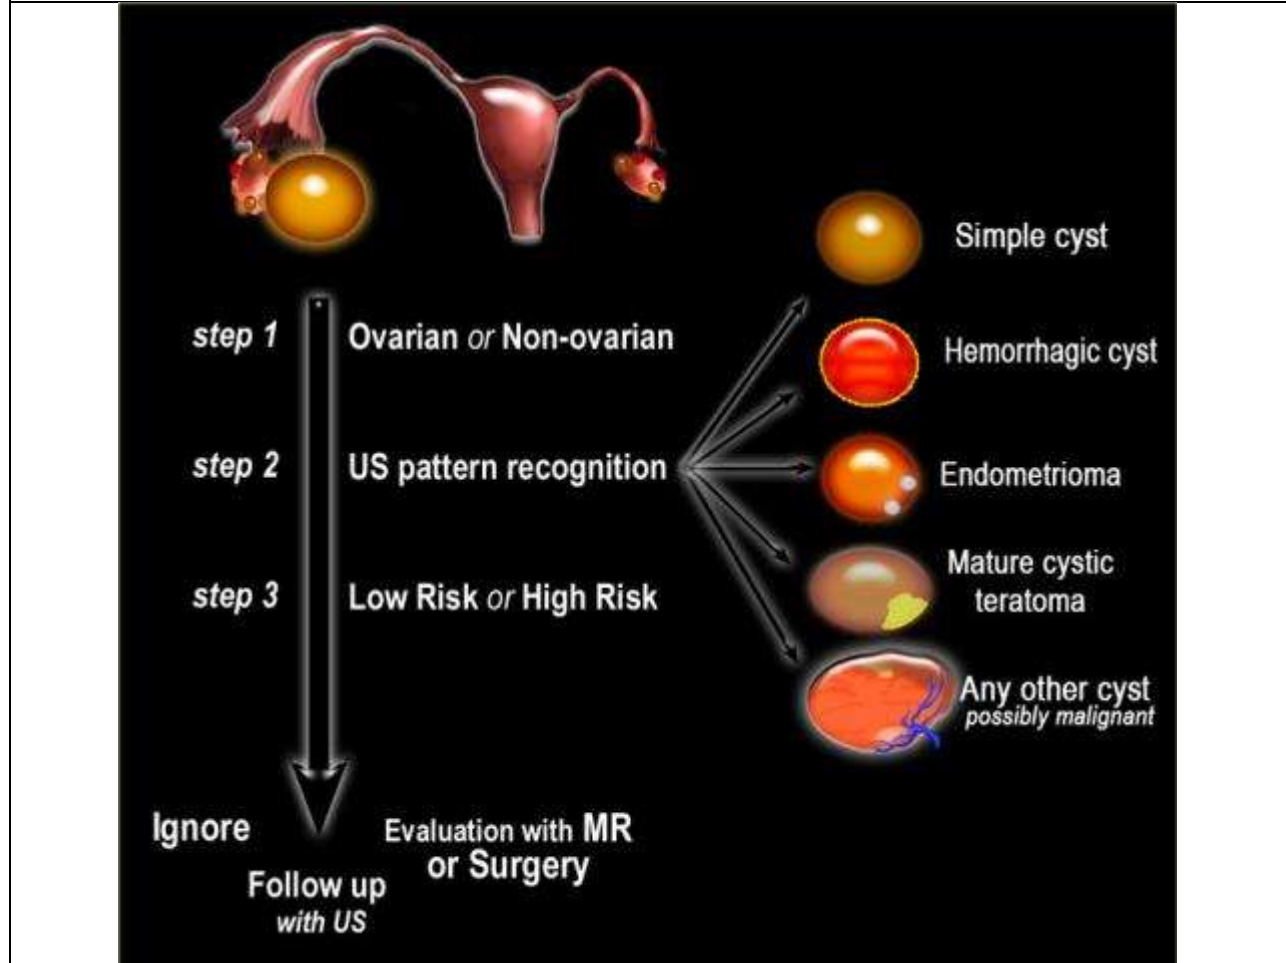 Simple cyst
step 1 Ovarian or Non-ovarian
Hemorrhagic cyst
step 2 US pattern recognition
Endometrioma
Mature cystic
teratoma
step 3 Low Risk or High Risk
Any other cyst
possibly malignant
Ignore
Evaluation with MR
or Surgery
Follow up
with US